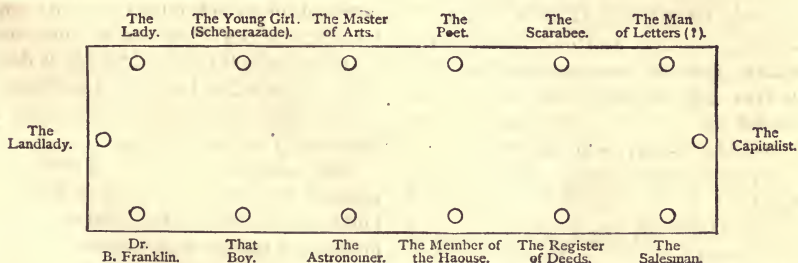 The Lady.
The Young Girl. (Scheherazade).
The Master of Arts.
The Poet.
The Scarabee.
The Man of Letters (?).
The Landlady.
The Capitalist.
Dr. B. Franklin.
That Boy.
The Astronomer.
The Member of the Haouse.
The Register of Deeds.
The Salesman.